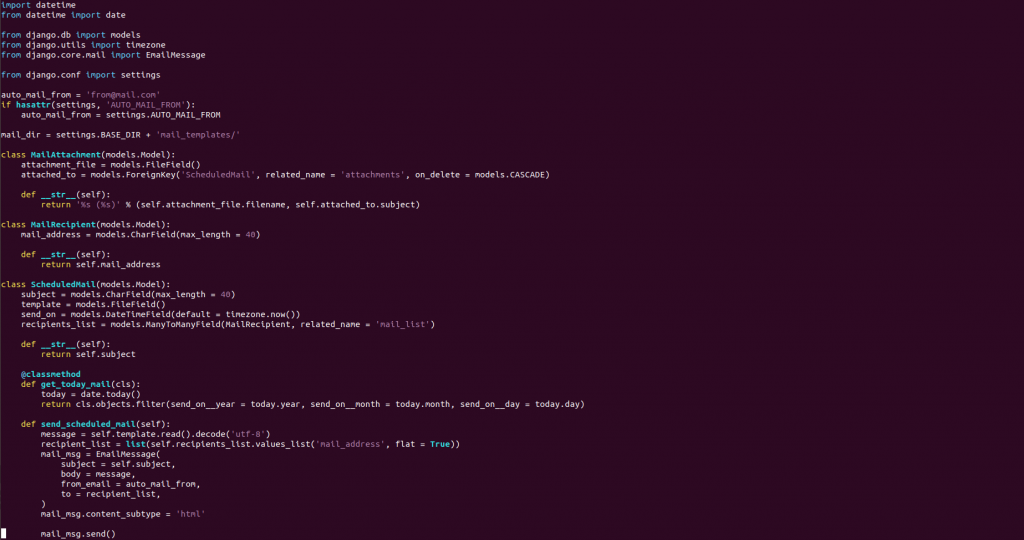 import datetime
from datetime import date
from django.db import models
from django.utils import timezone
from django.core.mail import EmailMessage
from django.conf import settings
auto_mail_from = 'from@mail.com'
if hasattr(settings, 'AUTO_MAIL_FROM'):
    auto_mail_from = settings.AUTO_MAIL_FROM
mail_dir = settings.BASE_DIR + 'mail_templates/'
class MailAttachment(models.Model):
    attachment_file = models.FileField()
    attached_to = models.ForeignKey('ScheduledMail', related_name = 'attachments', on_delete = models.CASCADE)
    def __str__(self):
        return '%s (%s)' % (self.attachment_file.filename, self.attached_to.subject)
class MailRecipient(models.Model):
    mail_address = models.CharField(max_length = 40)
    def __str__(self):
        return self.mail_address
class ScheduledMail(models.Model):
    subject = models.CharField(max_length = 40)
    template = models.FileField()
    send_on = models.DateTimeField(default = timezone.now())
    recipients_list = models.ManyToManyField(MailRecipient, related_name = 'mail_list')
    def __str__(self):
        return self.subject
    @classmethod
    def get_today_mail(cls):
        today = date.today()
        return cls.objects.filter(send_on__year = today.year, send_on__month = today.month, send_on__day = today.day)
    def send_scheduled_mail(self):
        message = self.template.read().decode('utf-8')
        recipient_list = list(self.recipients_list.values_list('mail_address', flat = True))
        mail_msg = EmailMessage(
            subject = self.subject,
            body = message,
            from_email = auto_mail_from,
            to = recipient_list,
        )
        mail_msg.content_subtype = 'html'
        mail_msg.send()